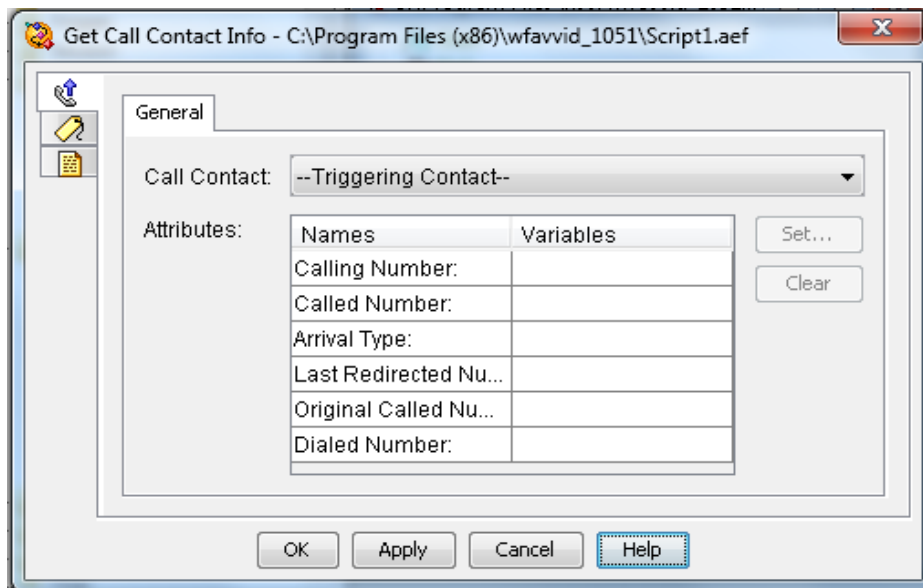 Get Call Contact Info - C:\Program Files (x86)\wfavvid_1051\Script1.aef
General
Call Contact: --Triggering Contact--
Attributes:
Names Variables
Set...
Calling Number:
Clear
Called Number:
Arrival Type:
Last Redirected Nu...
Original Called Nu...
Dialed Number:
OK Apply Cancel Help